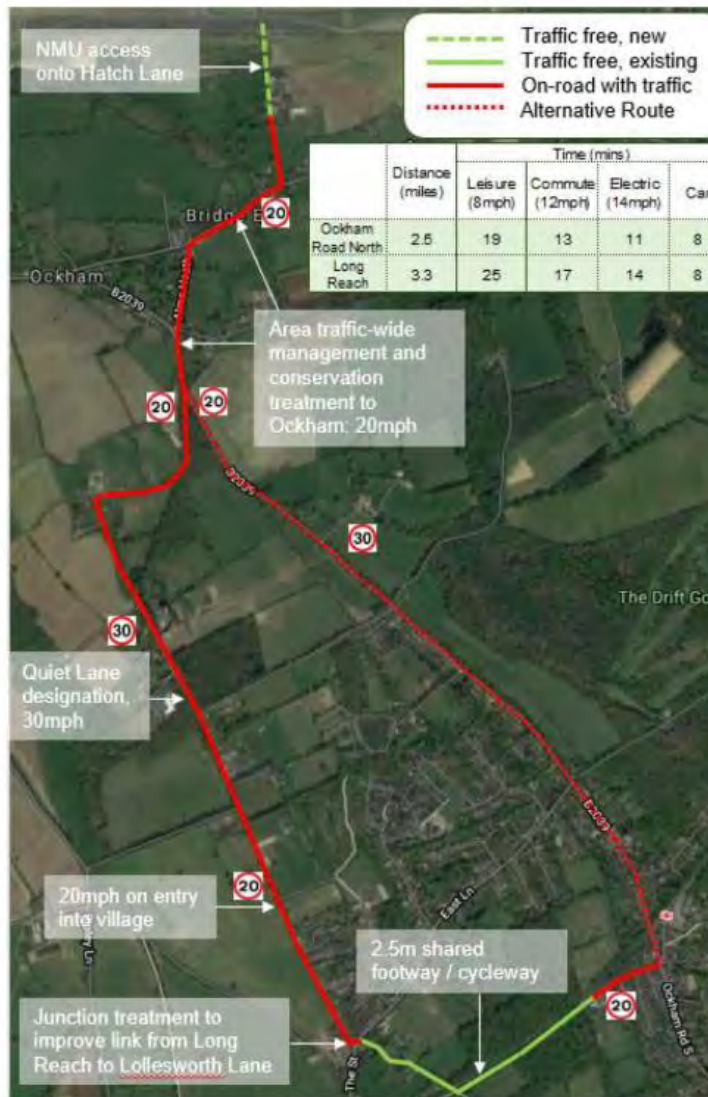 NMU access
onto Hatch Lane
Traffic free, new
Traffic free, existing
On-road with traffic
Alternative Route
Distance
(miles)
Time (mins)
Leisure
(8mph)
Commute
(12mph)
Electric
(14mph)
Car
Ockham
Road North
2.5
19
13
11
8
Long
Reach
3.3
25
17
14
8
20
Ockham
B2039
Area traffic-wide
management and
conservation
treatment to
Ockham: 20mph
20
20
B2039
30
The Drift
30
Quiet Lane
designation,
30mph
B2039
20
20mph on entry
into village
East Ln
2.5m shared
footway / cycleway
20
Ockham Rd S
Junction treatment to
improve link from Long
Reach to Lollesworth Lane
The St